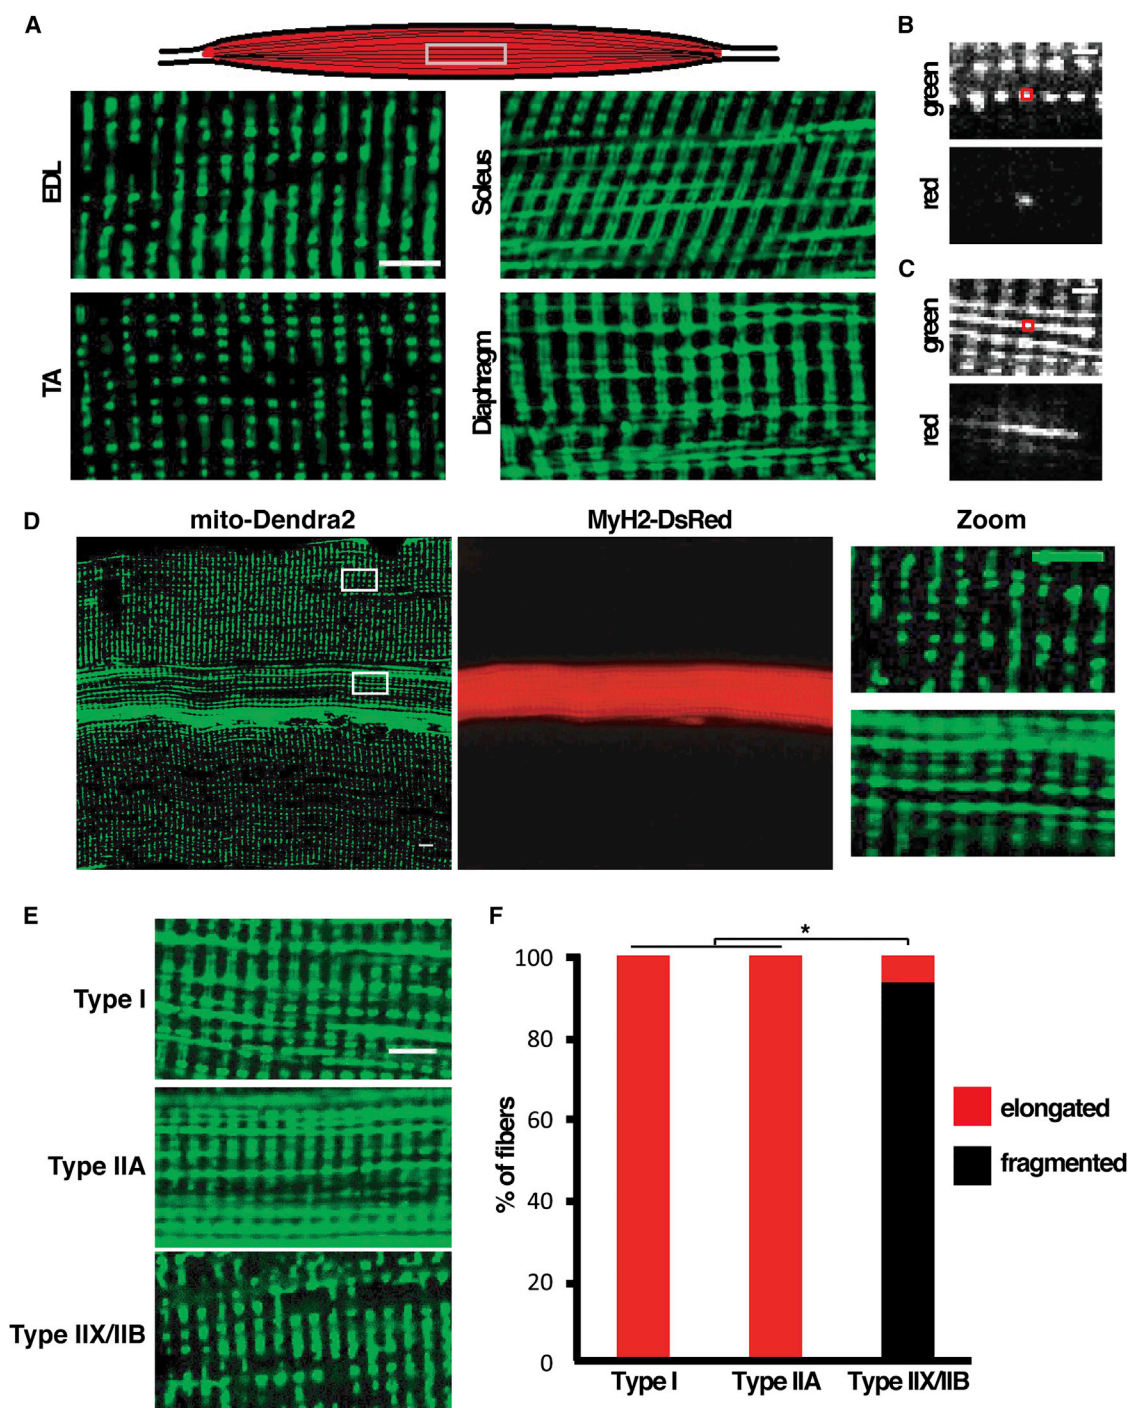 A
B
EDL
Soleus
green
red
TA
Diaphragm
C
green
red
D
mito-Dendra2
MyH2-DsRed
Zoom
E
Type I
Type IIA
Type IIX/IIB
F
*
100
80
60
40
20
0
% of fibers
Type I
Type IIA
Type IIX/IIB
elongated
fragmented